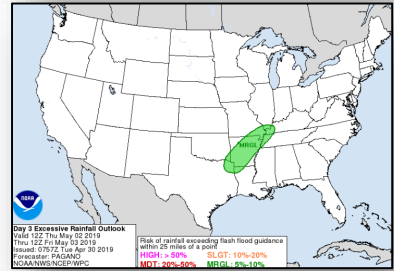 MRGL
NOAA
Day 3 Excessive Rainfall Outlook
Valid 12Z Thu May 02 2019
Thru 12Z Fri May 03 2019
Issued: 0757Z Tue Apr 30 2019
Forecaster: PAGANO
NOAA/NWS/NCEP/WPC
Risk of rainfall exceeding flash flood guidance
within 25 miles of a point
HIGH: > 50% SLGT: 10%-20%
MDT: 20%-50% MRGL: 5%-10%